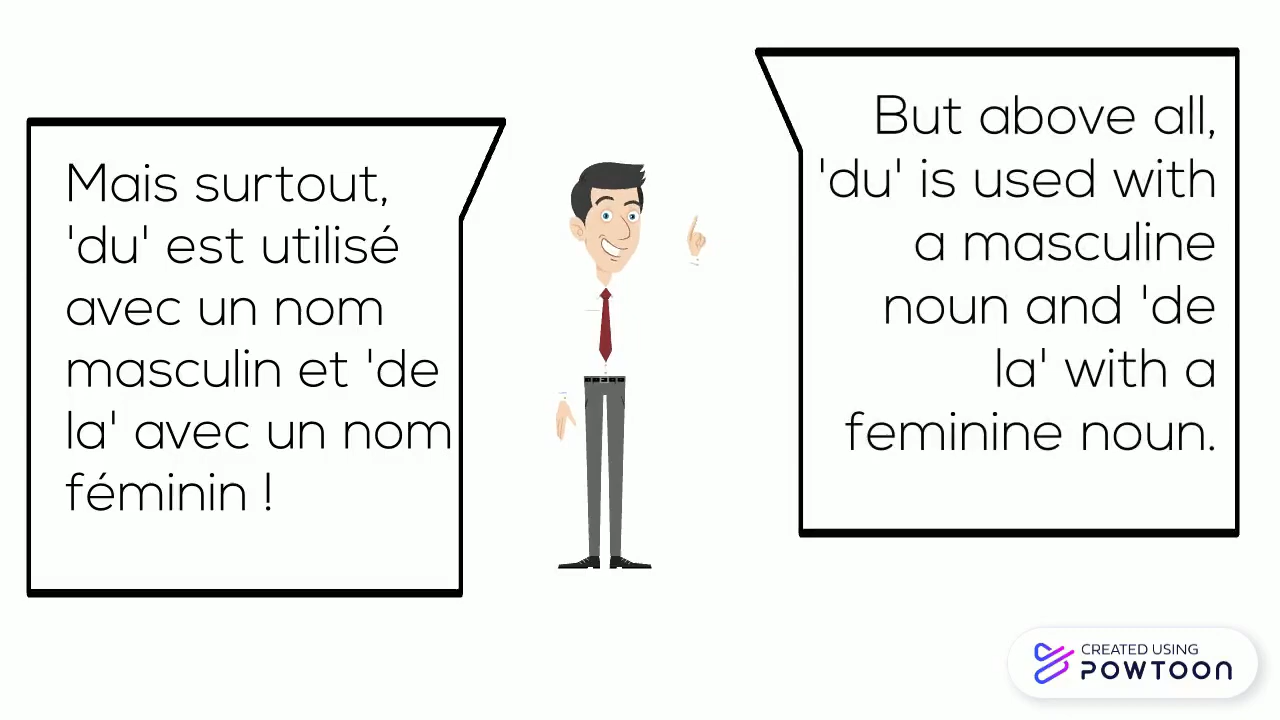 Mais surtout,
'du' est utilisé
avec un nom
masculin et 'de
la' avec un nom
féminin !
But above all,
'du' is used with
a masculine
noun and 'de
la' with a
feminine noun.
CREATED USING
POWTOON